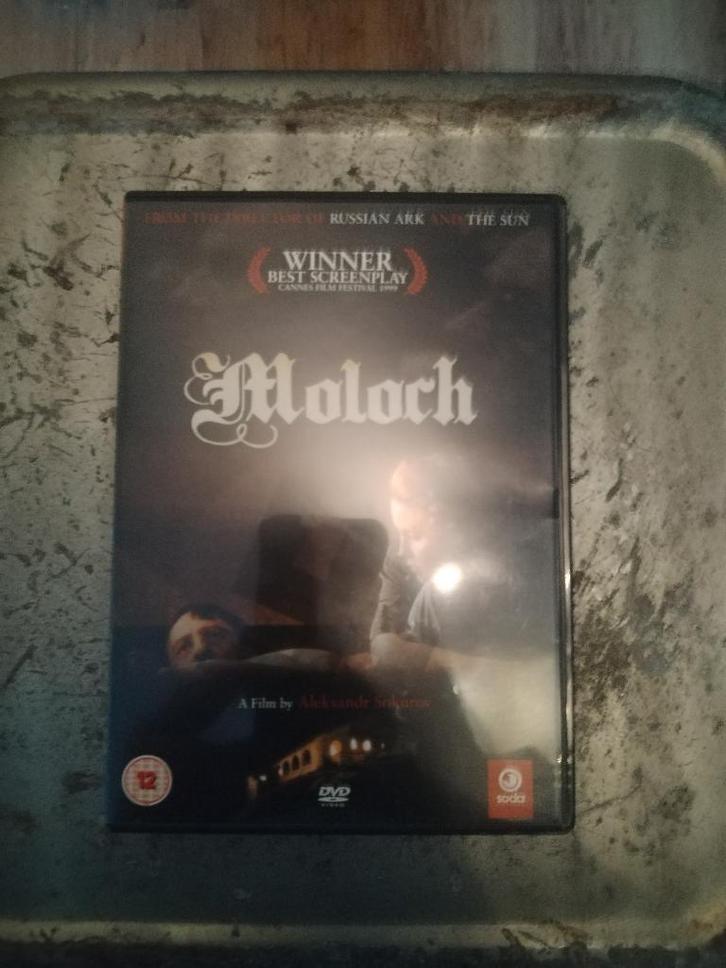 FROM THE DIRECTOR OF RUSSIAN ARK AND THE SUN
WINNER
BEST SCREENPLAY
CANNES FILM FESTIVAL 1999
Moloch
A Film by Aleksandr Sokurov
12
DVD
VIDEO
soda